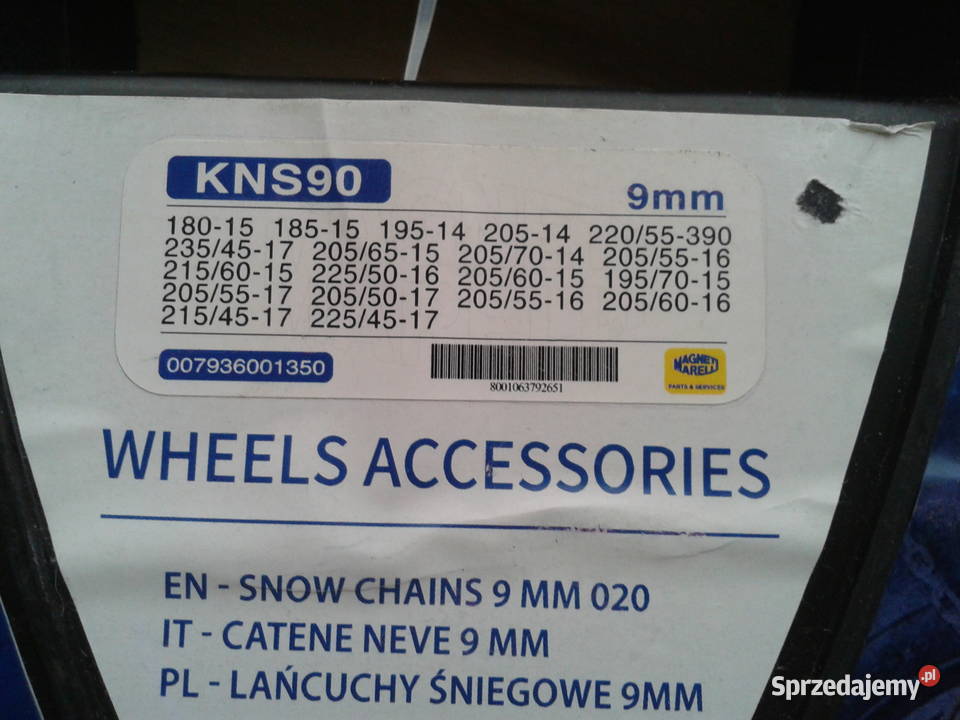 KNS90
9mm
180-15 185-15 195-14 205-14 220/55-390
235/45-17 205/65-15 205/70-14 205/55-16
215/60-15 225/50-16 205/60-15 195/70-15
205/55-17 205/50-17 205/55-16 205/60-16
215/45-17 225/45-17
007936001350
8001063792651
MAGNETI
MARELLI
PARTS & SERVICES
WHEELS ACCESSORIES
EN - SNOW CHAINS 9 MM 020
IT - CATENE NEVE 9 MM
PL - ŁAŃCUCHY ŚNIEGOWE 9MM
Sprzedajemy.pl